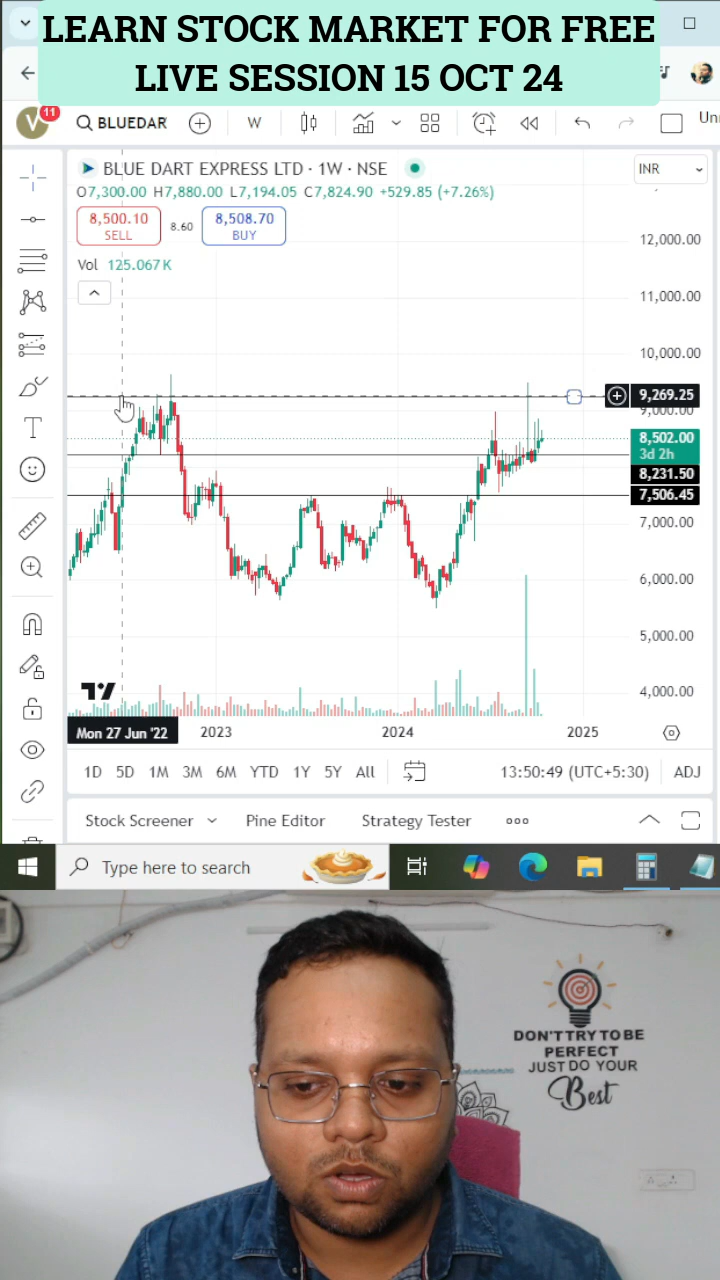 LEARN STOCK MARKET FOR FREE
LIVE SESSION 15 OCT 24
V
11
BLUEDAR
W
Un
BLUE DART EXPRESS LTD · 1W · NSE
INR
O7,300.00 H7,880.00 L7,194.05 C7,824.90 +529.85 (+7.26%)
8,500.10
SELL
8.60
8,508.70
BUY
Vol 125.067K
12,000.00
11,000.00
10,000.00
9,269.25
9,000.00
8,502.00
3d 2h
8,231.50
7,506.45
7,000.00
6,000.00
5,000.00
4,000.00
Mon 27 Jun '22
2023
2024
2025
1D 5D 1M 3M 6M YTD 1Y 5Y All
13:50:49 (UTC+5:30)
ADJ
Stock Screener
Pine Editor
Strategy Tester
Type here to search
DON'T TRY TO BE
PERFECT
JUST DO YOUR
Best